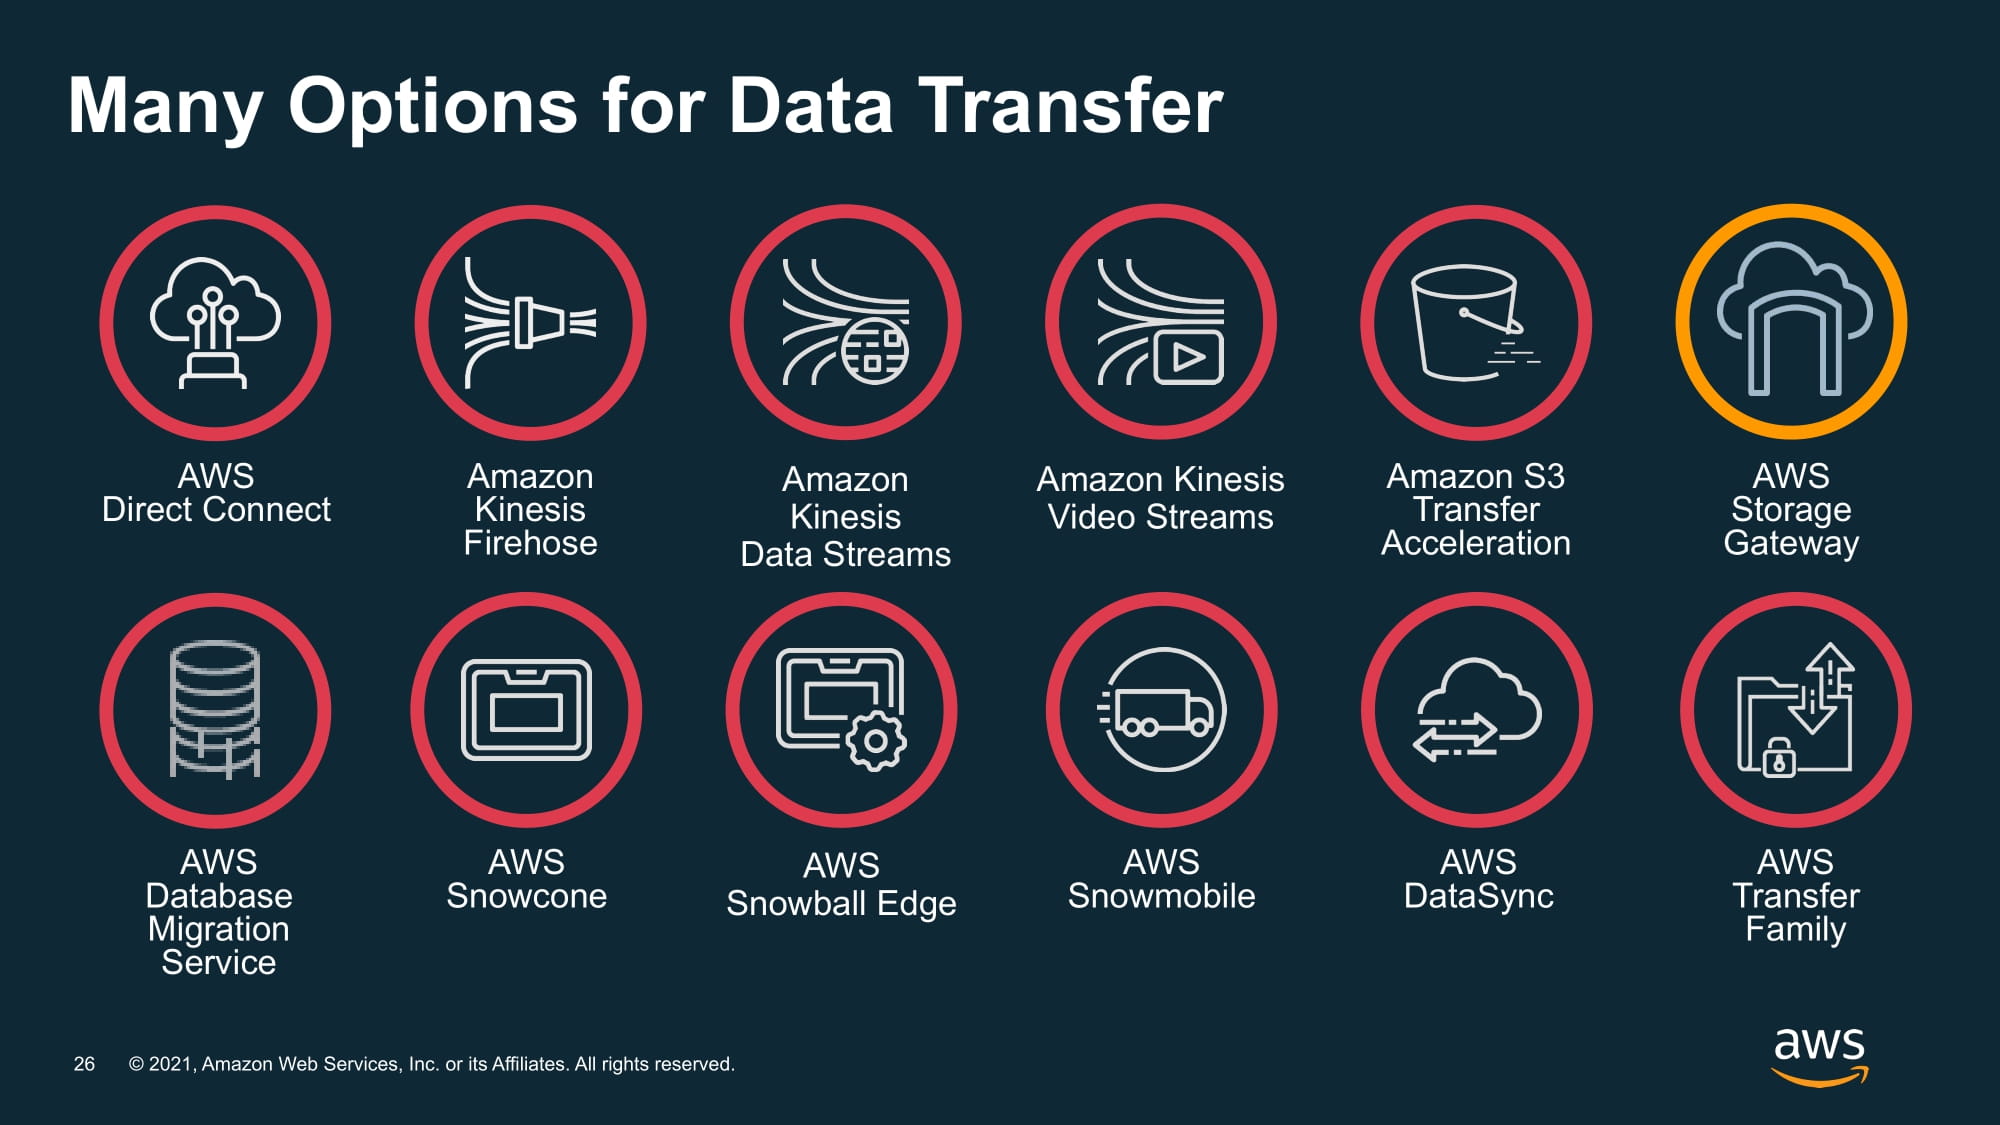 Many Options for Data Transfer
AWS
Direct Connect
Amazon
Kinesis
Firehose
Amazon
Kinesis
Data Streams
Amazon Kinesis
Video Streams
Amazon S3
Transfer
Acceleration
AWS
Storage
Gateway
AWS
Database
Migration
Service
AWS
Snowcone
AWS
Snowball Edge
AWS
Snowmobile
AWS
DataSync
AWS
Transfer
Family
26 © 2021, Amazon Web Services, Inc. or its Affiliates. All rights reserved.
aws